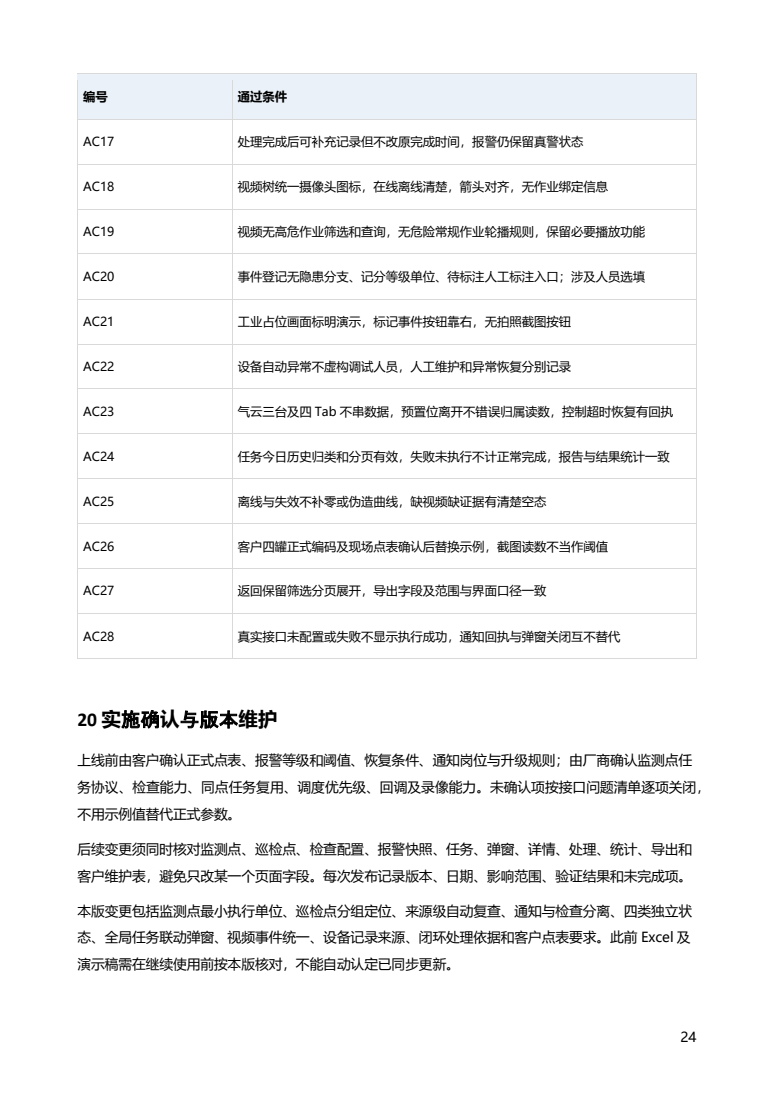 编号 通过条件
AC17 处理完成后可补充记录但不改原完成时间，报警仍保留真警状态
AC18 视频树统一摄像头图标，在线离线清楚，箭头对齐，无作业绑定信息
AC19 视频无高危作业筛选和查询，无危险常规作业轮播规则，保留必要播放功能
AC20 事件登记无隐患分支、记分等级单位、待标注人工标注入口；涉及人员选填
AC21 工业占位画面标明演示，标记事件按钮靠右，无拍照截图按钮
AC22 设备自动异常不虚构调试人员，人工维护和异常恢复分别记录
AC23 气云三台及四 Tab 不串数据，预置位离开不错误归属读数，控制超时恢复有回执
AC24 任务今日历史归类和分页有效，失败未执行不计正常完成，报告与结果统计一致
AC25 离线与失效不补零或伪造曲线，缺视频缺证据有清楚空态
AC26 客户四罐正式编码及现场点表确认后替换示例，截图读数不当作阈值
AC27 返回保留筛选分页展开，导出字段及范围与界面口径一致
AC28 真实接口未配置或失败不显示执行成功，通知回执与弹窗关闭互不替代
20 实施确认与版本维护
上线前由客户确认正式点表、报警等级和阈值、恢复条件、通知岗位与升级规则；由厂商确认监测点任
务协议、检查能力、同点任务复用、调度优先级、回调及录像能力。未确认项按接口问题清单逐项关闭，
不用示例值替代正式参数。
后续变更须同时核对监测点、巡检点、检查配置、报警快照、任务、弹窗、详情、处理、统计、导出和
客户维护表，避免只改某一个页面字段。每次发布记录版本、日期、影响范围、验证结果和未完成项。
本版变更包括监测点最小执行单位、巡检点分组定位、来源级自动复查、通知与检查分离、四类独立状
态、全局任务联动弹窗、视频事件统一、设备记录来源、闭环处理依据和客户点表要求。此前 Excel 及
演示稿需在继续使用前按本版核对，不能自动认定已同步更新。
24